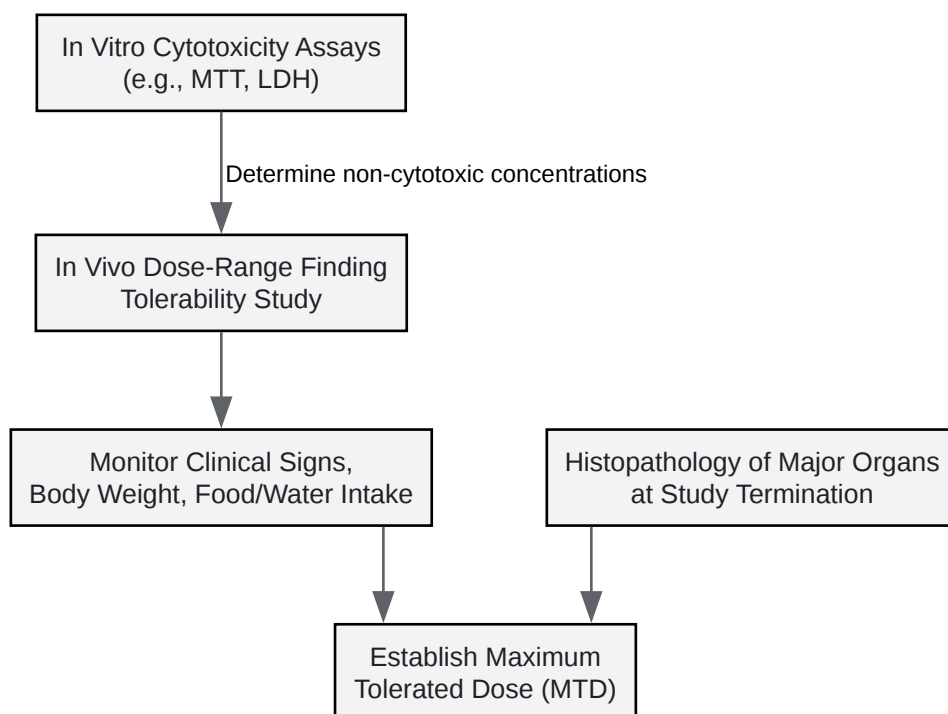 In Vitro Cytotoxicity Assays
(e.g., MTT, LDH)
Determine non-cytotoxic concentrations
In Vivo Dose-Range Finding
Tolerability Study
Monitor Clinical Signs,
Body Weight, Food/Water Intake
Histopathology of Major Organs
at Study Termination
Establish Maximum
Tolerated Dose (MTD)